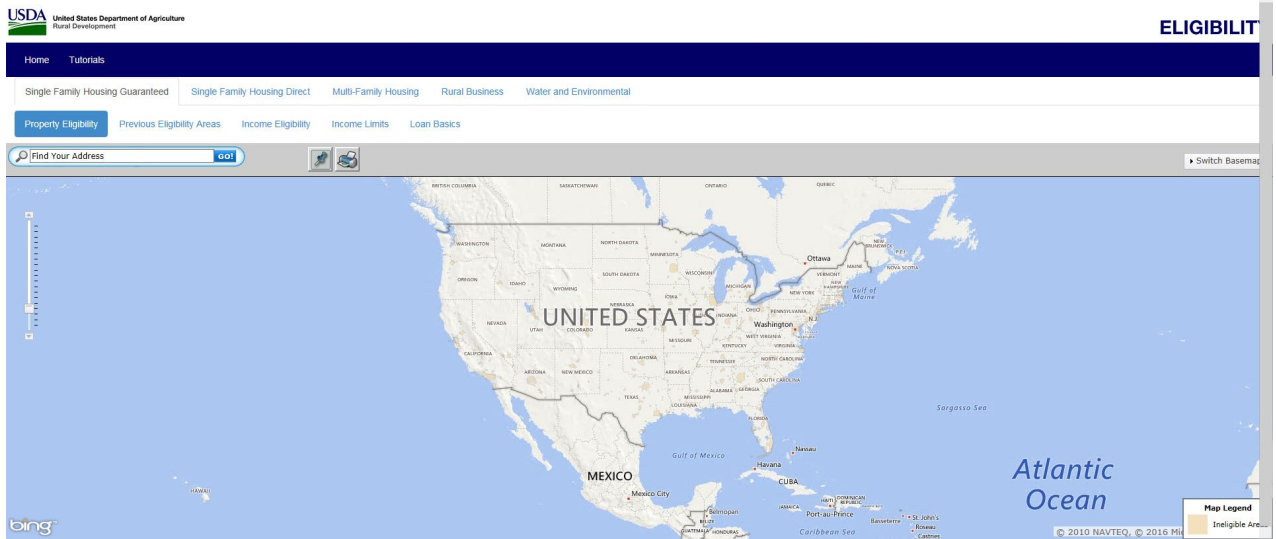 USDA United States Department of Agriculture
Rural Development
ELIGIBILIT
Home Tutorials
Single Family Housing Guaranteed Single Family Housing Direct Multi-Family Housing Rural Business Water and Environmental
Property Eligibility Previous Eligibility Areas Income Eligibility Income Limits Loan Basics
Find Your Address GO!
Switch Basemap
BRITISH COLUMBIA SASKATCHEWAN ONTARIO QUEBEC
WASHINGTON MONTANA NORTH DAKOTA MINNESOTA
Ottawa
NEW BRUNSWICK P.E.I.
MAINE NOVA SCOTIA
OREGON IDAHO WYOMING SOUTH DAKOTA WISCONSIN MICHIGAN
VERMONT
NEW HAMPSHIRE
NEW YORK
Gulf of Maine
NEBRASKA IOWA
INDIANA OHIO PENNSYLVANIA
N.J.
UNITED STATES
NEVADA UTAH COLORADO KANSAS MISSOURI
Washington
WEST VIRGINIA
KENTUCKY VIRGINIA
CALIFORNIA ARIZONA NEW MEXICO OKLAHOMA ARKANSAS TENNESSEE NORTH CAROLINA
SOUTH CAROLINA
TEXAS LOUISIANA MISSISSIPPI ALABAMA GEORGIA
FLORIDA
Sargasso Sea
Gulf of Mexico
Nassau
Havana
CUBA
MEXICO
Mexico City
Atlantic
Ocean
HAWAII
HAITI DOMINICAN REPUBLIC
JAMAICA Port-au-Prince
Belmopan
BELIZE
GUATEMALA HONDURAS
Caribbean Sea
Basseterre St. John's
Roseau
Castries
bing
Map Legend
Ineligible Are
© 2010 NAVTEQ, © 2016 Mic